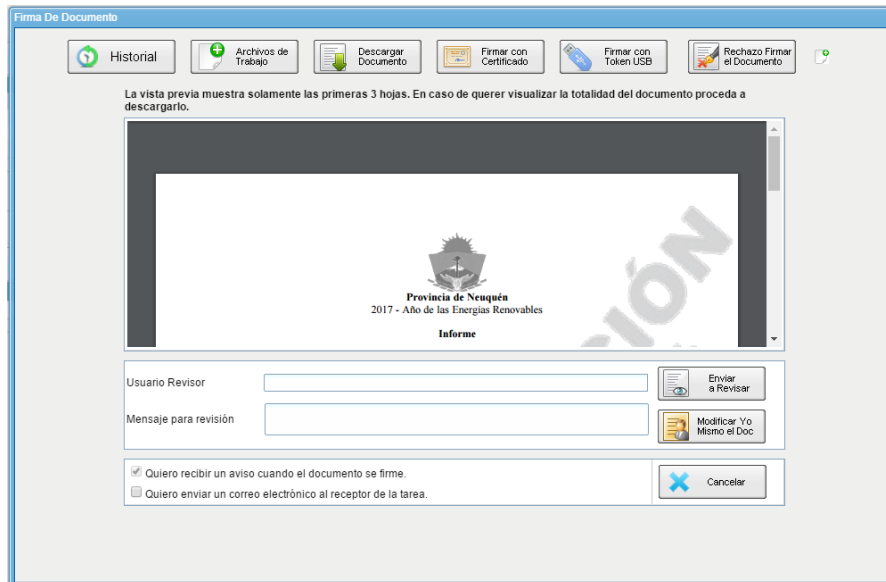 Firma De Documento
Historial
Archivos de
Trabajo
Descargar
Documento
Firmar con
Certificado
Firmar con
Token USB
Rechazo Firmar
el Documento
La vista previa muestra solamente las primeras 3 hojas. En caso de querer visualizar la totalidad del documento proceda a
descargarlo.
Provincia de Neuquén
2017 - Año de las Energías Renovables
Informe
Usuario Revisor
Enviar
a Revisar
Mensaje para revisión
Modificar Yo
Mismo el Doc
Quiero recibir un aviso cuando el documento se firme.
Quiero enviar un correo electrónico al receptor de la tarea.
Cancelar